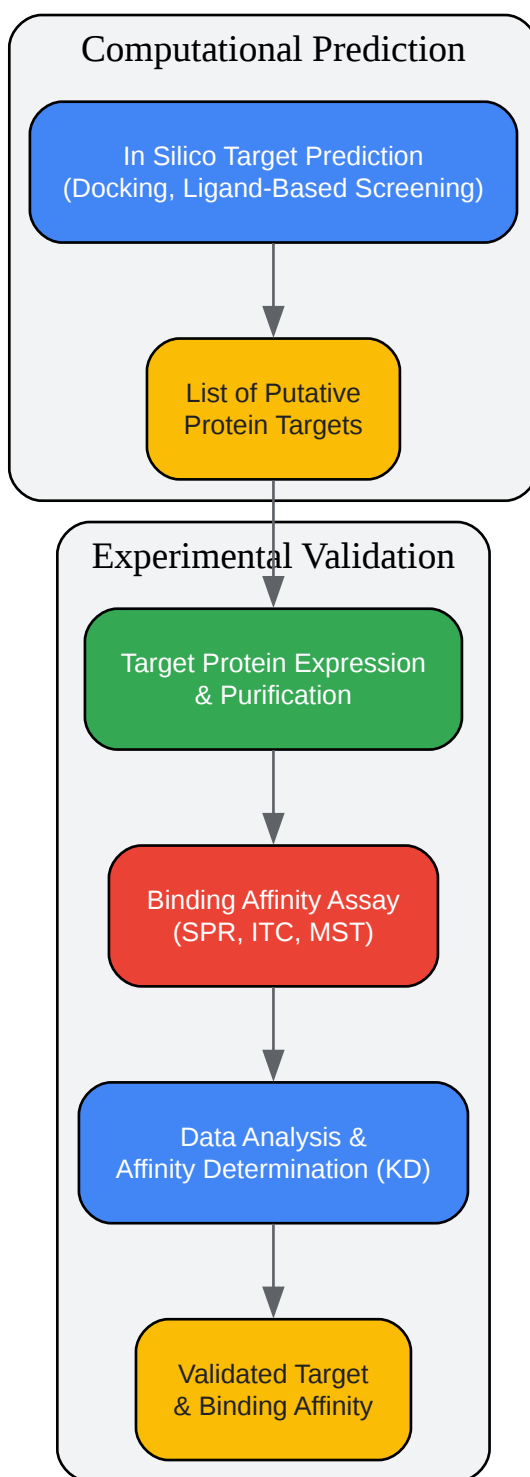 Computational Prediction
In Silico Target Prediction
(Docking, Ligand-Based Screening)
List of Putative
Protein Targets
Experimental Validation
Target Protein Expression
& Purification
Binding Affinity Assay
(SPR, ITC, MST)
Data Analysis &
Affinity Determination (KD)
Validated Target
& Binding Affinity